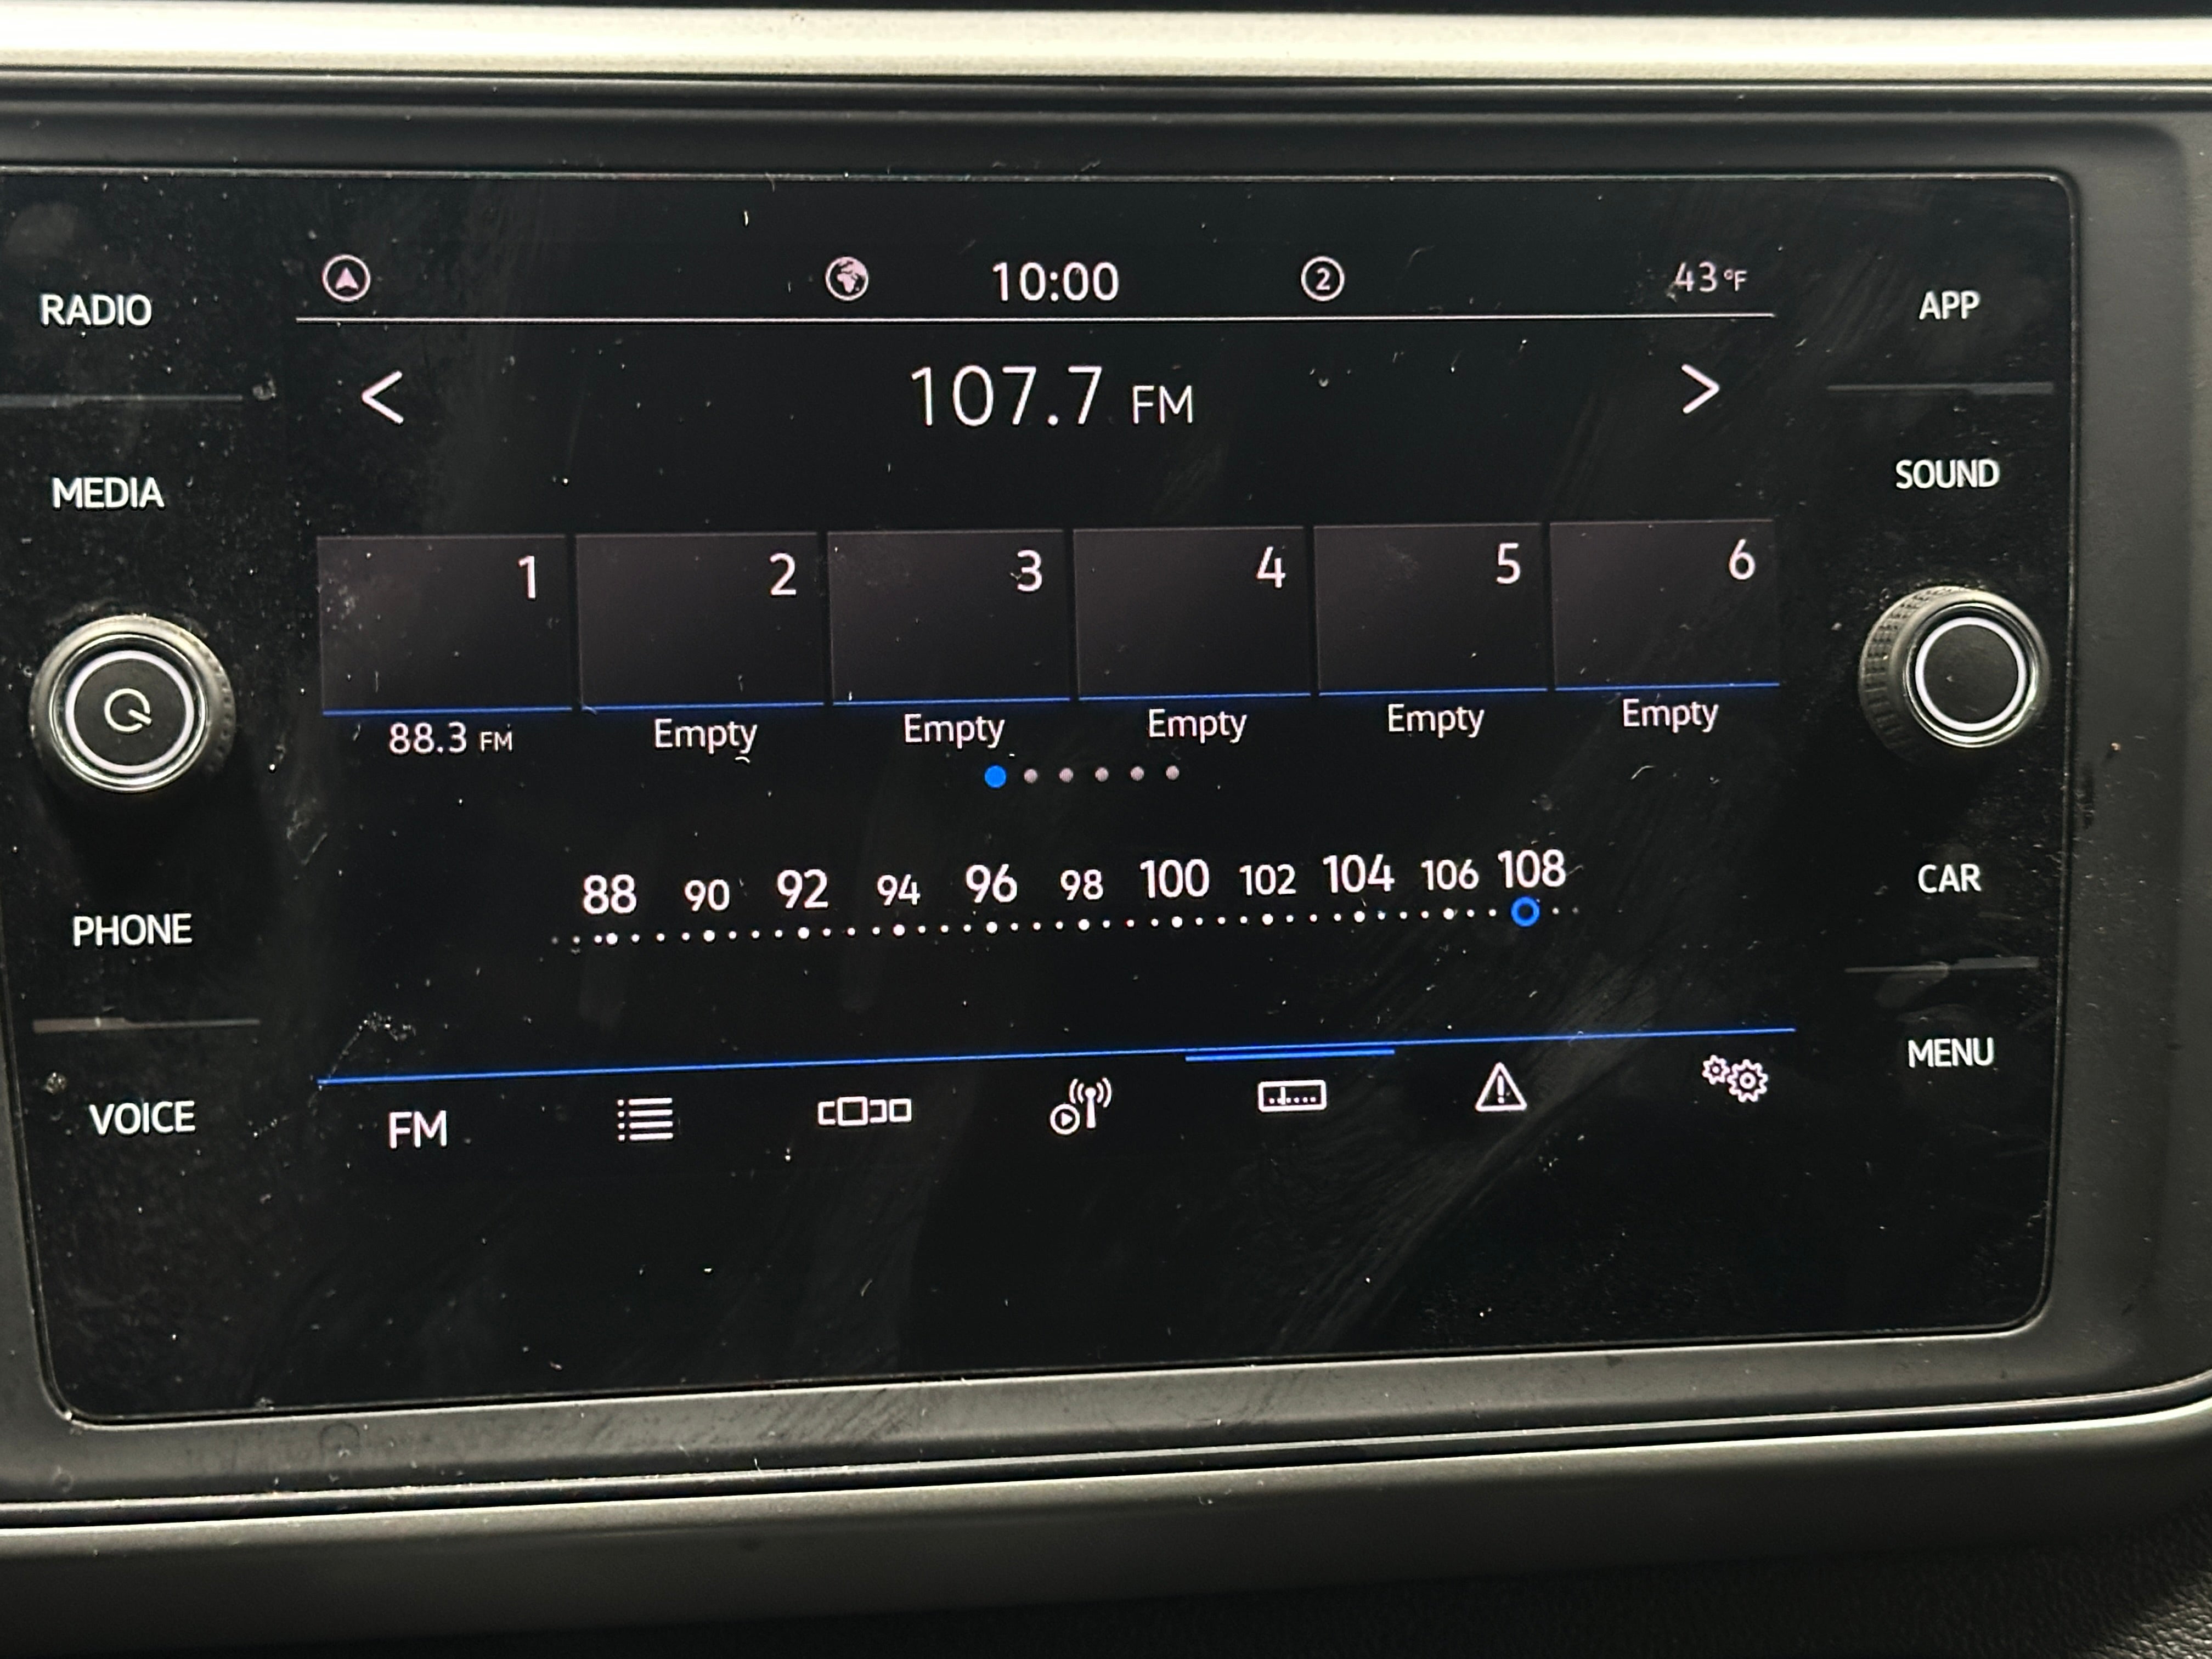 10:00 2 43°F
RADIO
APP
107.7 FM
MEDIA
SOUND
1 2 3 4 5 6
88.3 FM Empty Empty Empty Empty Empty
88 90 92 94 96 98 100 102 104 106 108
PHONE
CAR
VOICE
MENU
FM